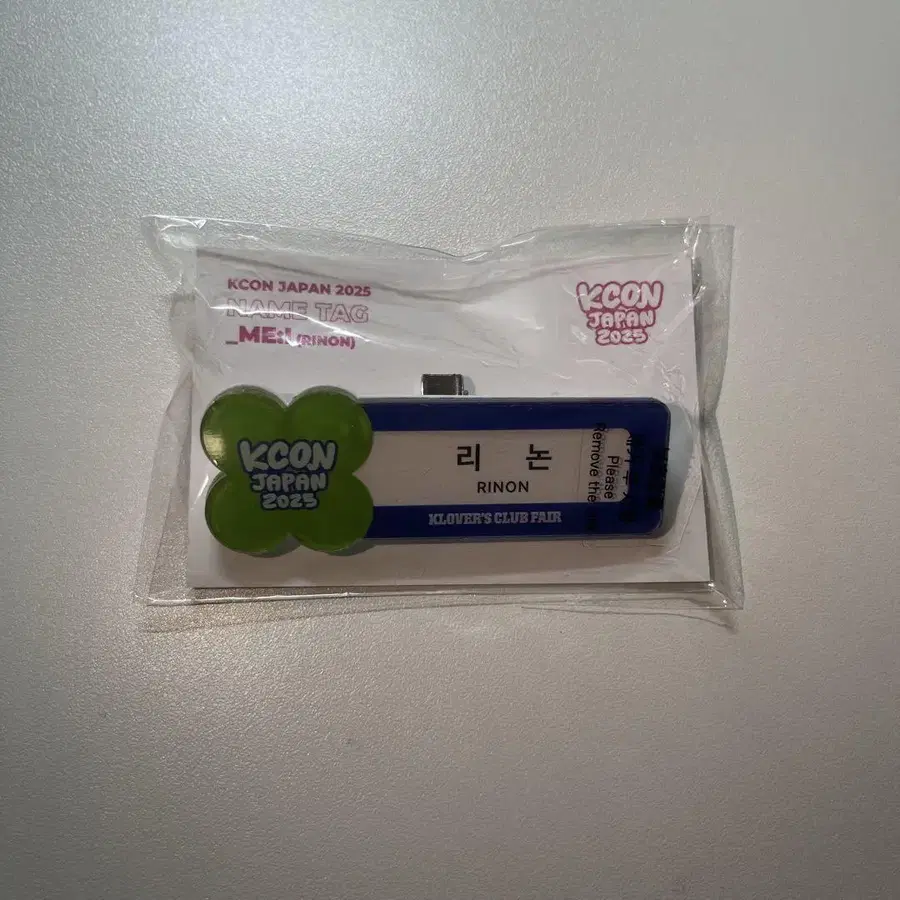 KCON JAPAN 2025
NAME TAG
_ME:I (RINON)
KCON
JAPAN
2025
KCON
JAPAN
2025
리 논
RINON
KLOVER'S CLUB FAIR
Please
Remove the